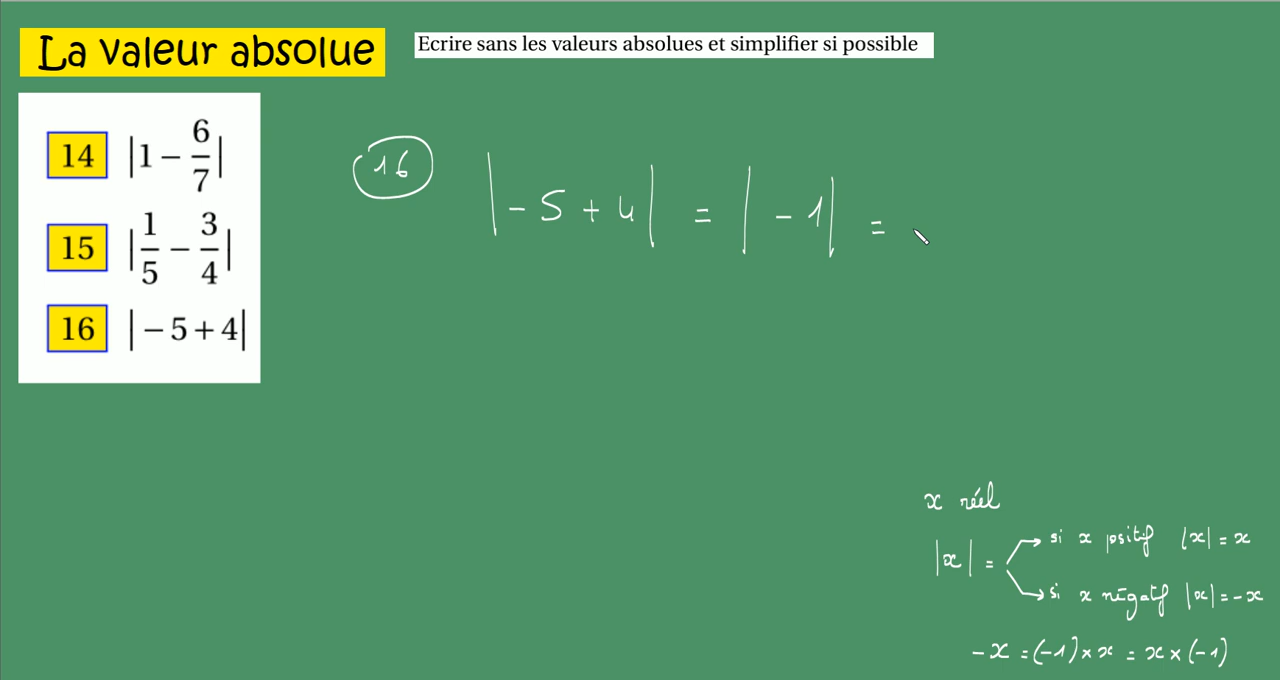 La valeur absolue
Ecrire sans les valeurs absolues et simplifier si possible
14 |1 − 6/7|
15 |1/5 − 3/4|
16 |−5+4|
16 |−5+4| = |−1| =
x réel
|x| =
si x positif |x| = x
si x négatif |x| = −x
−x = (−1) × x = x × (−1)